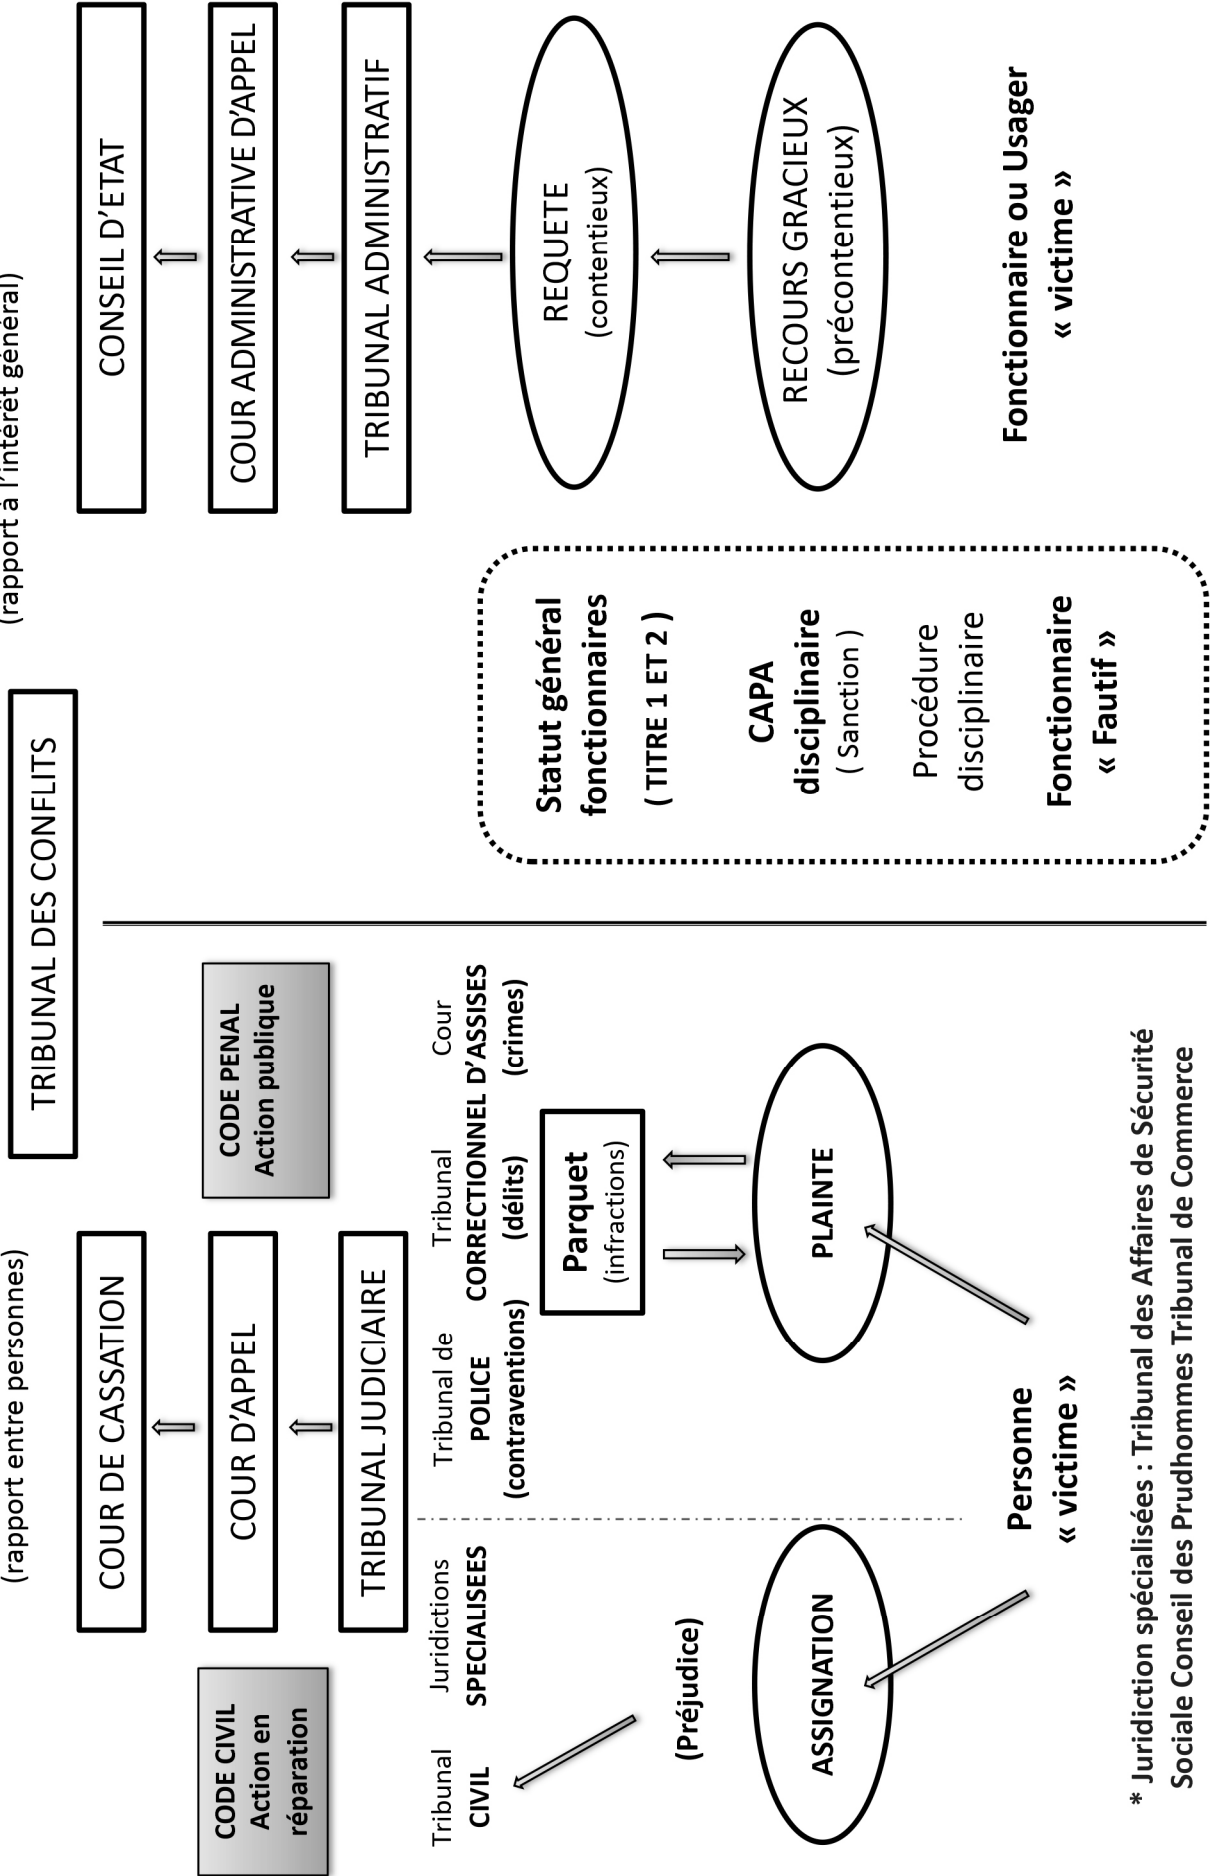 (rapport entre personnes)
(rapport à l'intérêt général)
TRIBUNAL DES CONFLITS
COUR DE CASSATION
CONSEIL D'ETAT
CODE CIVIL
Action en
réparation
COUR D'APPEL
CODE PENAL
Action publique
COUR ADMINISTRATIVE D'APPEL
TRIBUNAL JUDICIAIRE
TRIBUNAL ADMINISTRATIF
Tribunal
CIVIL
Juridictions
SPECIALISEES
Tribunal de
POLICE
(contraventions)
Tribunal
CORRECTIONNEL
(délits)
Cour
D'ASSISES
(crimes)
Parquet
(infractions)
(Préjudice)
ASSIGNATION
PLAINTE
Personne
« victime »
Statut général
fonctionnaires
( TITRE 1 ET 2 )
CAPA
disciplinaire
( Sanction )
Procédure
disciplinaire
Fonctionnaire
« Fautif »
REQUETE
(contentieux)
RECOURS GRACIEUX
(précontentieux)
Fonctionnaire ou Usager
« victime »
* Juridiction spécialisées : Tribunal des Affaires de Sécurité
Sociale Conseil des Prudhommes Tribunal de Commerce